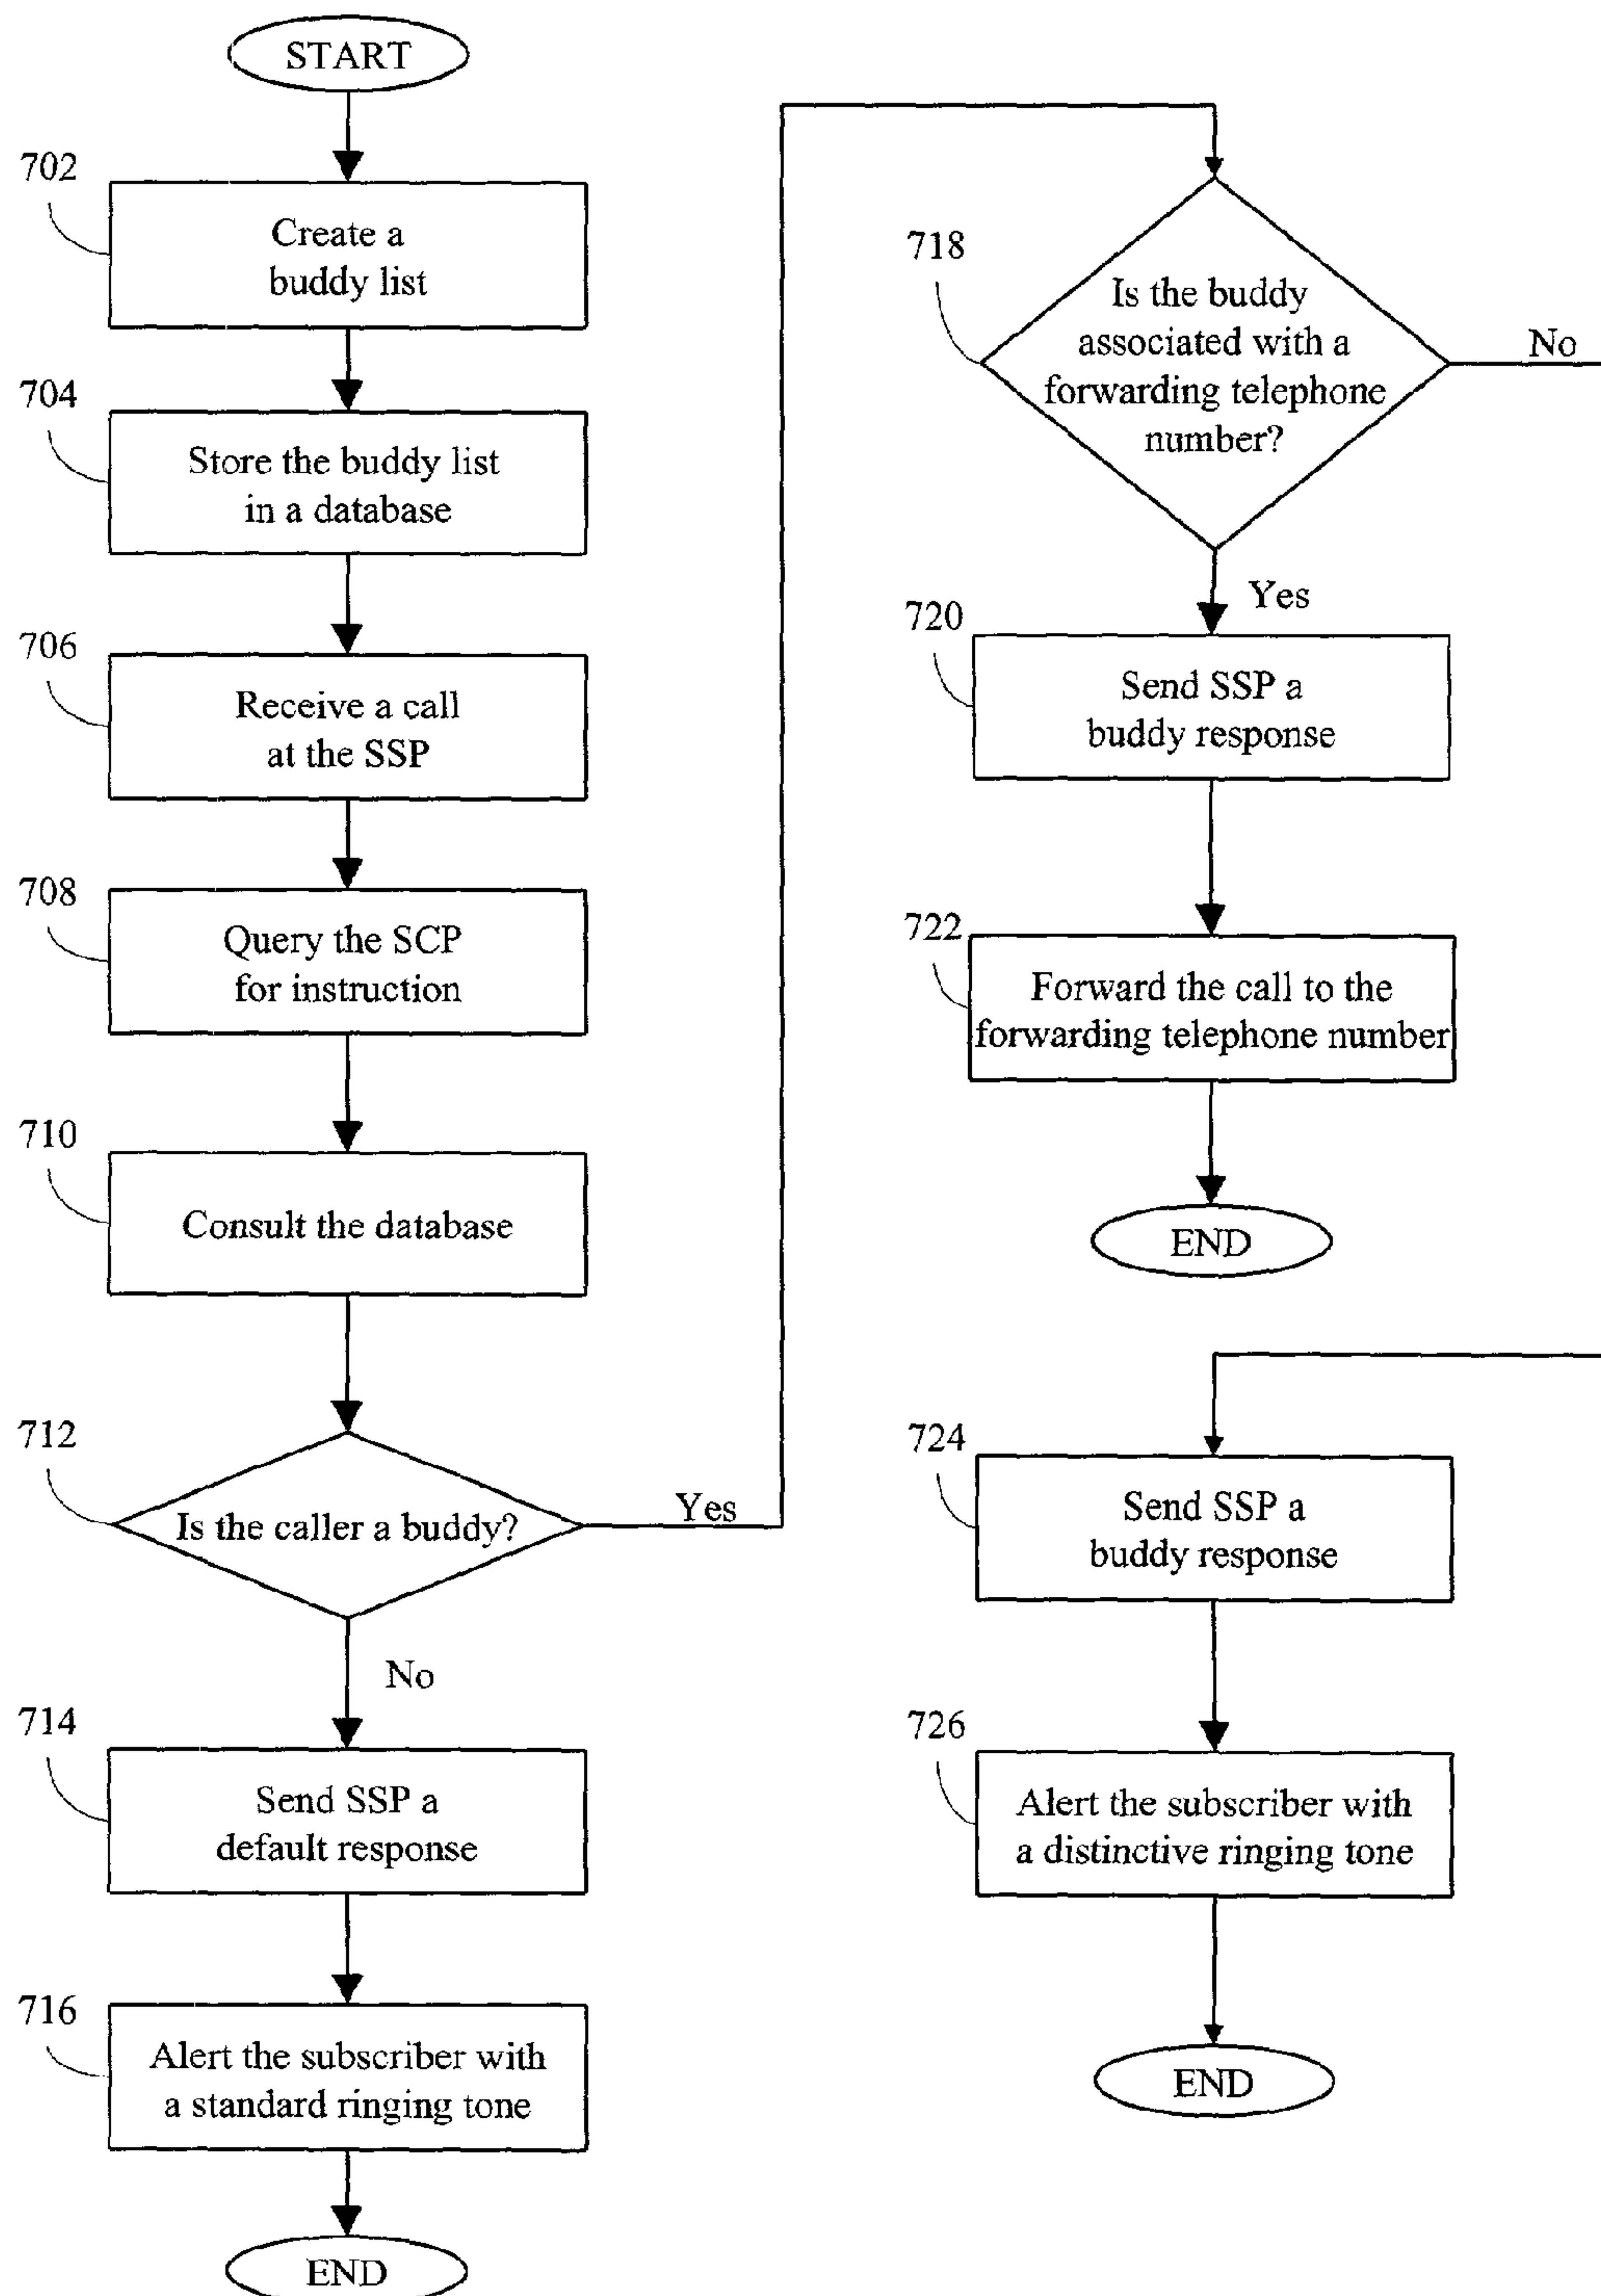 START
702
Create a
buddy list
704
Store the buddy list
in a database
706
Receive a call
at the SSP
708
Query the SCP
for instruction
710
Consult the database
712
Is the caller a buddy?
Yes
No
714
Send SSP a
default response
716
Alert the subscriber with
a standard ringing tone
END
718
Is the buddy
associated with a
forwarding telephone
number?
No
Yes
720
Send SSP a
buddy response
722
Forward the call to the
forwarding telephone number
END
724
Send SSP a
buddy response
726
Alert the subscriber with
a distinctive ringing tone
END